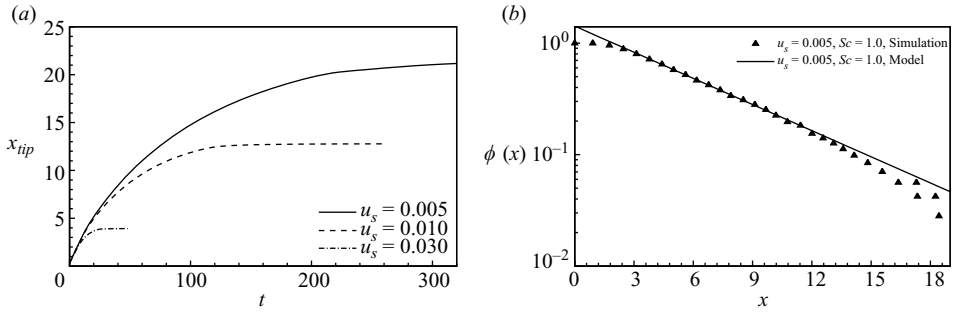 (a)
25
20
15
10
5
0
x_tip
0 100 200 300
t
u_s = 0.005
u_s = 0.010
u_s = 0.030
(b)
10^0
10^-1
10^-2
ϕ (x)
0 3 6 9 12 15 18
x
u_s = 0.005, Sc = 1.0, Simulation
u_s = 0.005, Sc = 1.0, Model